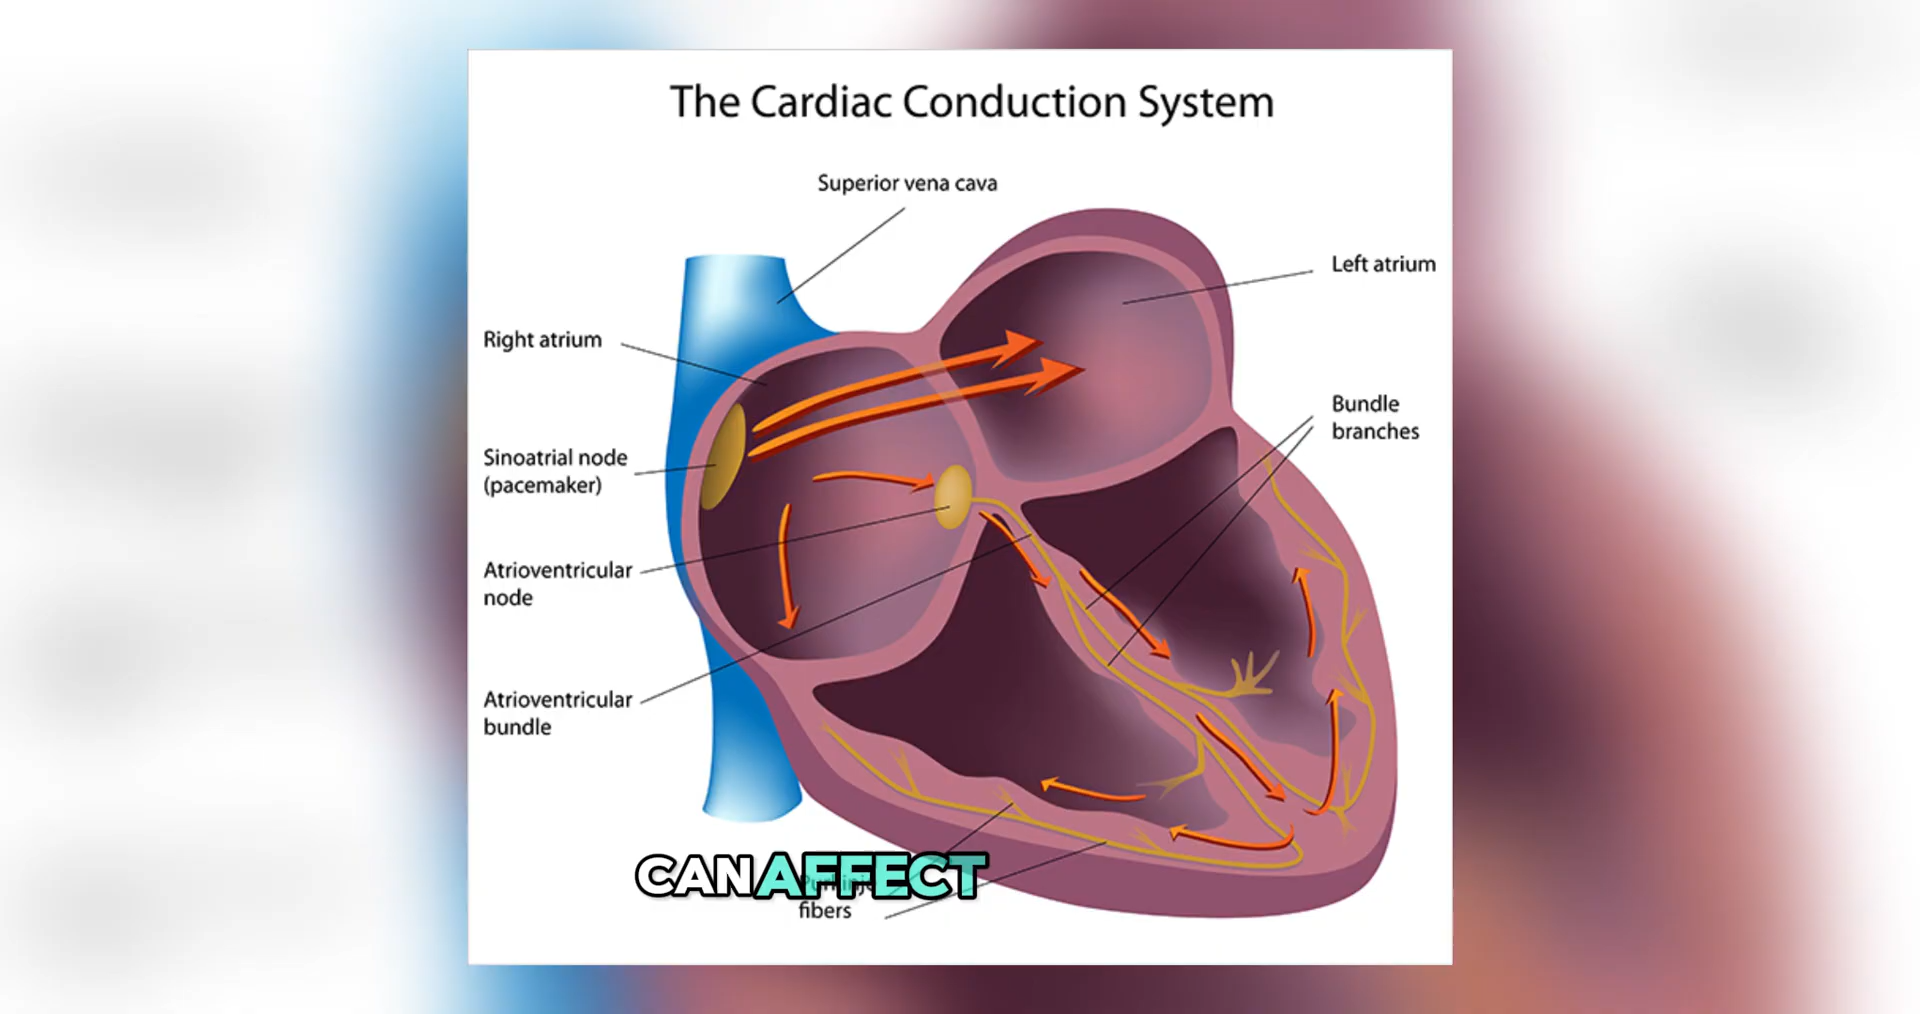 The Cardiac Conduction System
Superior vena cava
Left atrium
Right atrium
Bundle
branches
Sinoatrial node
(pacemaker)
Atrioventricular
node
Atrioventricular
bundle
CAN AFFECT
fibers